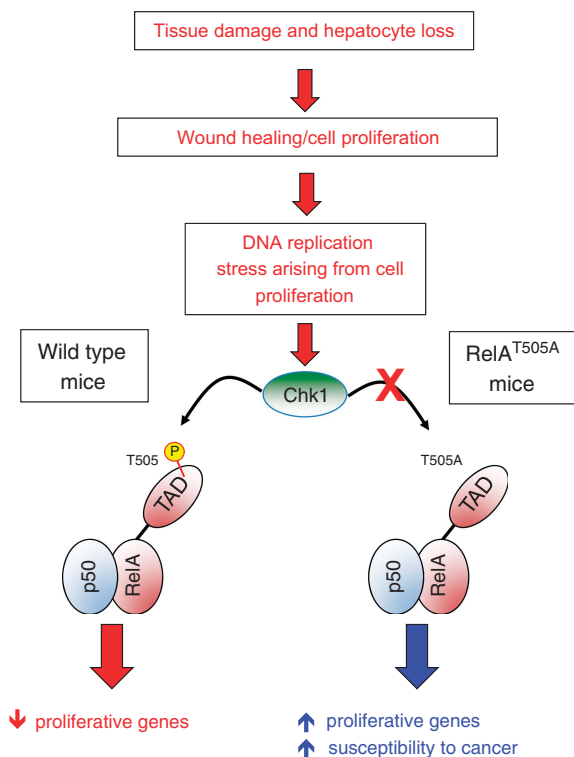 Tissue damage and hepatocyte loss
Wound healing/cell proliferation
DNA replication
stress arising from cell
proliferation
Wild type
mice
RelA^T505A
mice
Chk1
P
T505
TAD
p50
RelA
T505A
TAD
p50
RelA
proliferative genes
proliferative genes
susceptibility to cancer